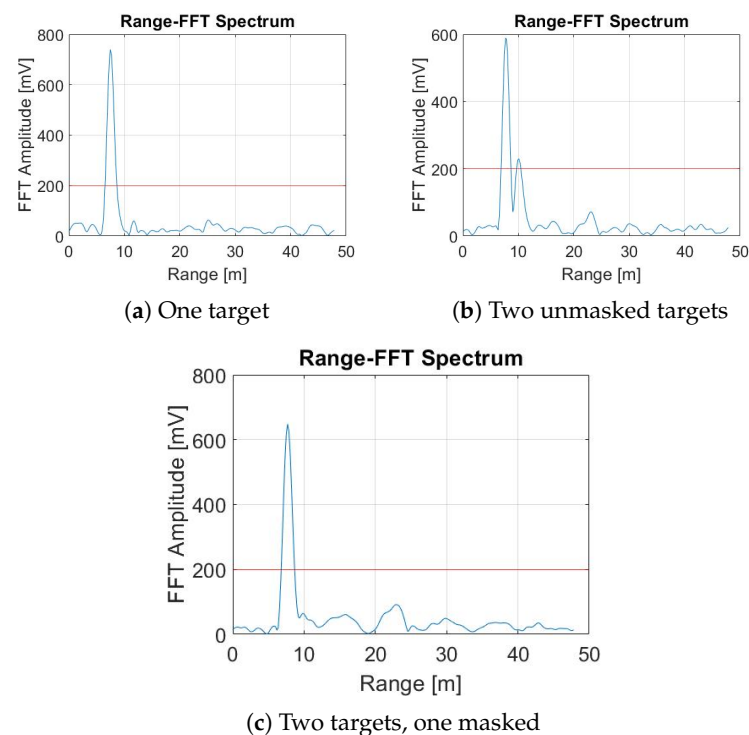 Range-FFT Spectrum
FFT Amplitude [mV]
800
600
400
200
0
0 10 20 30 40 50
Range [m]
(a) One target
Range-FFT Spectrum
FFT Amplitude [mV]
600
400
200
0
0 10 20 30 40 50
Range [m]
(b) Two unmasked targets
Range-FFT Spectrum
FFT Amplitude [mV]
800
600
400
200
0
0 10 20 30 40 50
Range [m]
(c) Two targets, one masked